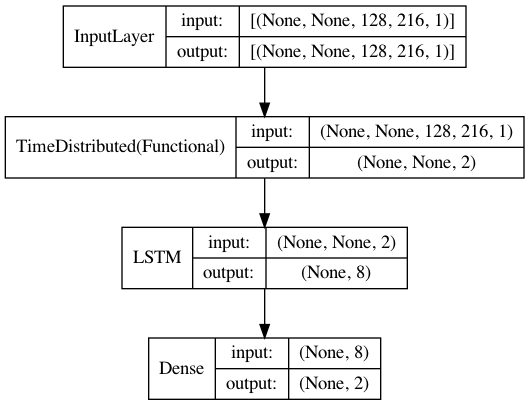 InputLayer
input: [(None, None, 128, 216, 1)]
output: [(None, None, 128, 216, 1)]
TimeDistributed(Functional)
input: (None, None, 128, 216, 1)
output: (None, None, 2)
LSTM
input: (None, None, 2)
output: (None, 8)
Dense
input: (None, 8)
output: (None, 2)